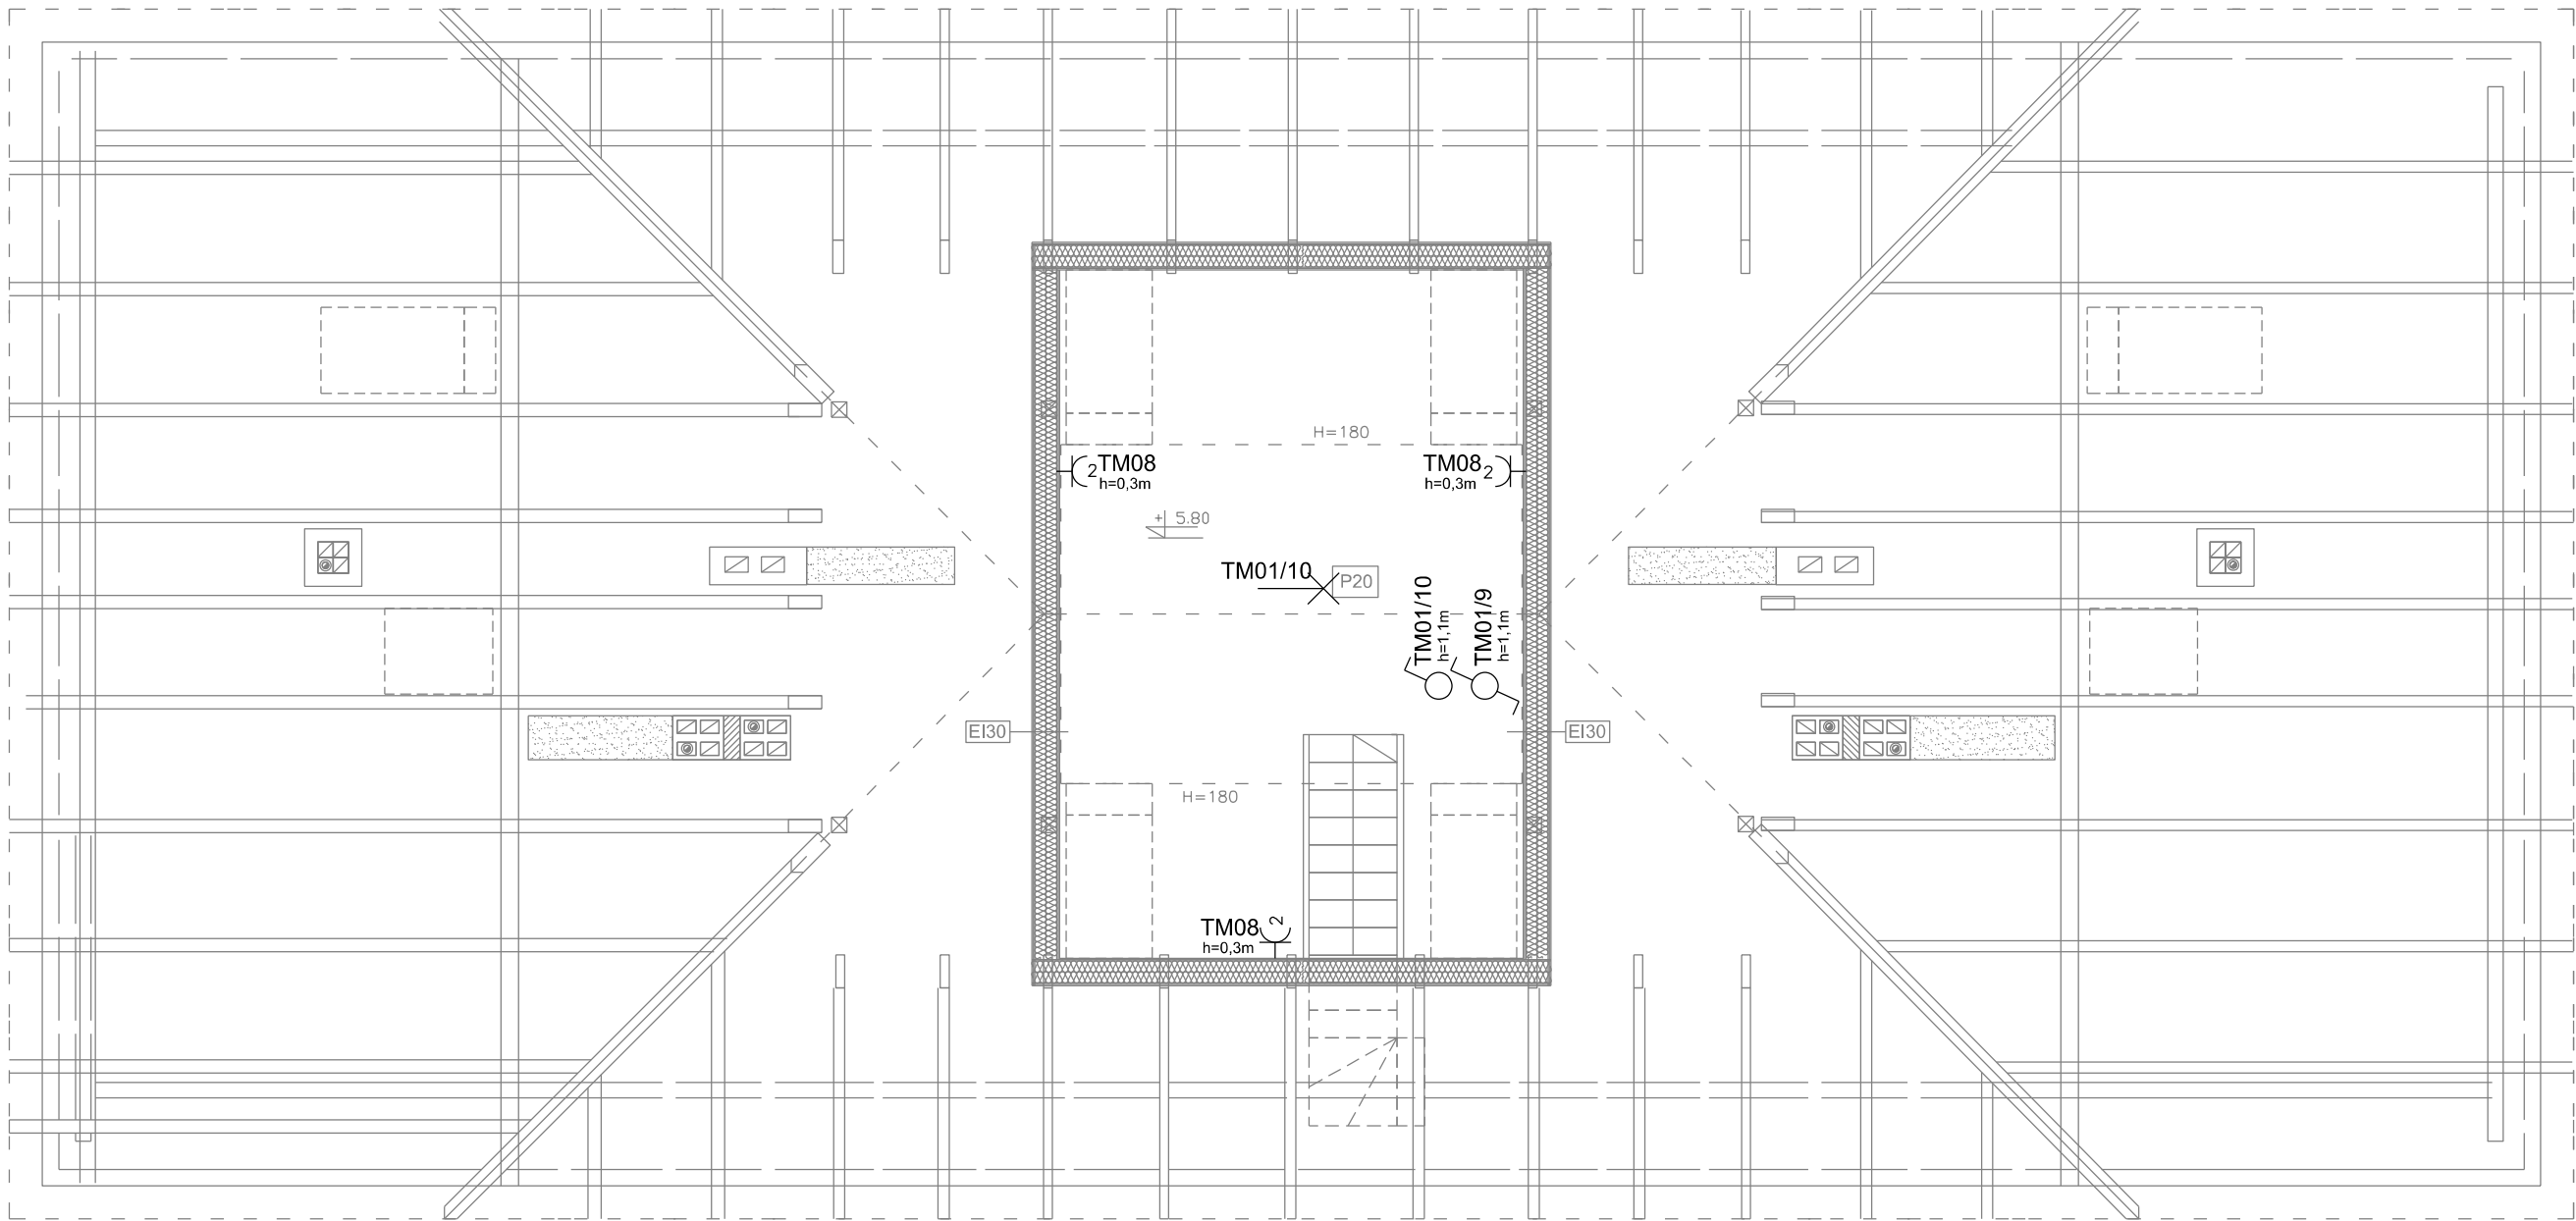 H=180
TM08
2
h=0,3m
TM08
2
h=0,3m
+ 5.80
TM01/10
P20
TM01/10
h=1,1m
TM01/9
h=1,1m
EI30
EI30
H=180
TM08
2
h=0,3m